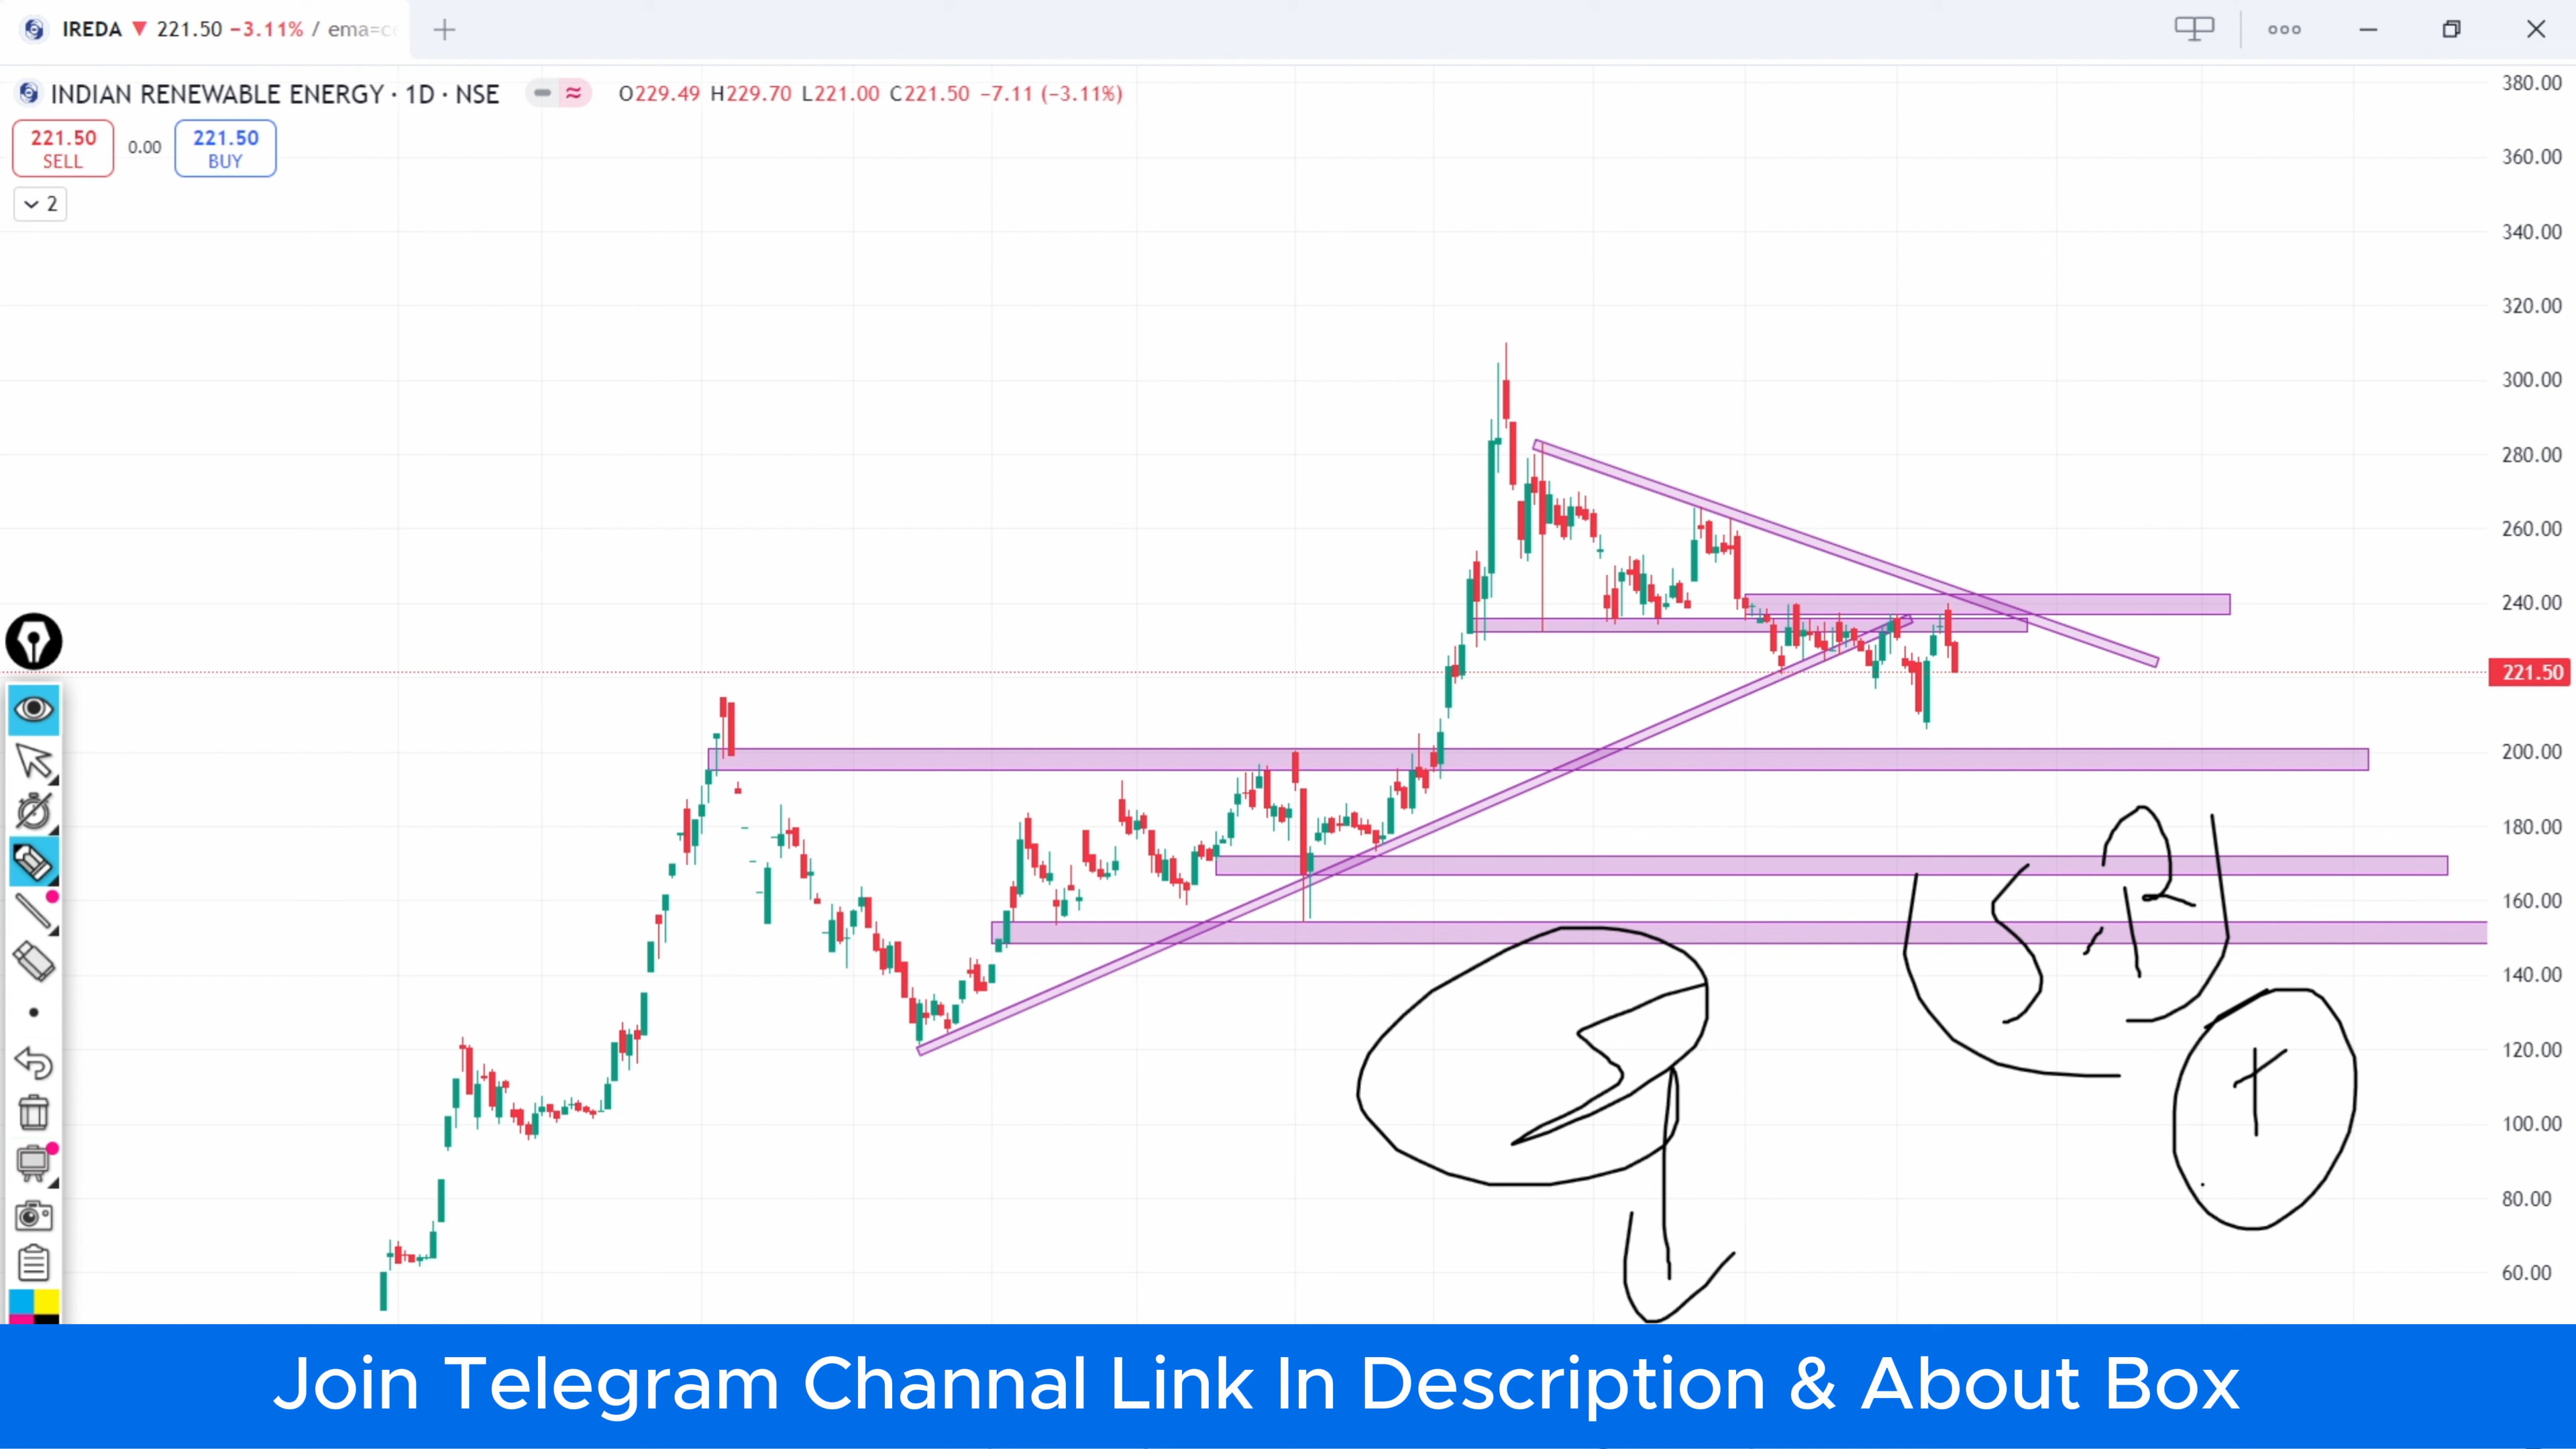 IREDA ▼ 221.50 −3.11% / ema=c
INDIAN RENEWABLE ENERGY · 1D · NSE
O229.49 H229.70 L221.00 C221.50 −7.11 (−3.11%)
221.50 SELL
0.00
221.50 BUY
2
380.00
360.00
340.00
320.00
300.00
280.00
260.00
240.00
221.50
200.00
180.00
160.00
140.00
120.00
100.00
80.00
60.00
S,R
Join Telegram Channal Link In Description & About Box